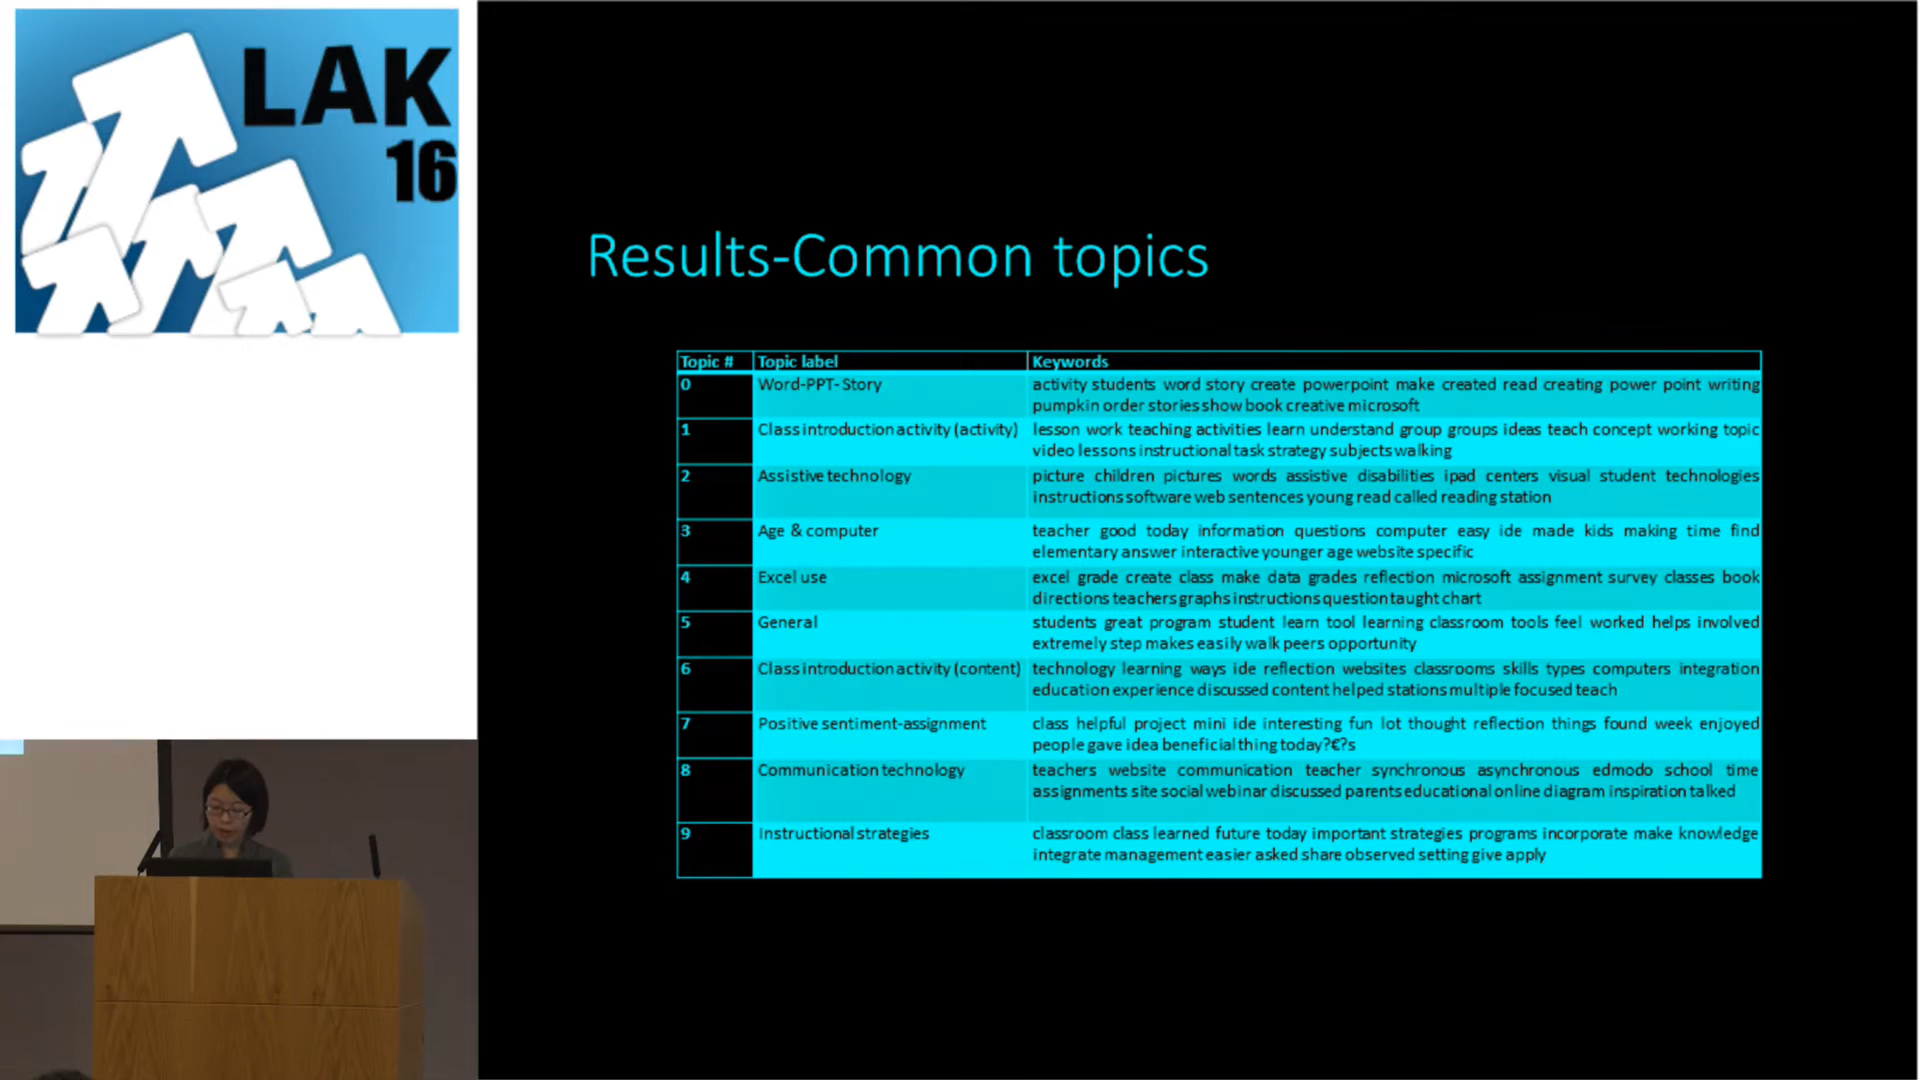 LAK
16
Results-Common topics
Topic # Topic label Keywords
0 Word-PPT- Story activity students word story create powerpoint make created read creating power point writing
pumpkin order stories show book creative microsoft
1 Class introduction activity (activity) lesson work teaching activities learn understand group groups ideas teach concept working topic
video lessons instructional task strategy subjects walking
2 Assistive technology picture children pictures words assistive disabilities ipad centers visual student technologies
instructions software web sentences young read called reading station
3 Age & computer teacher good today information questions computer easy ide made kids making time find
elementary answer interactive younger age website specific
4 Excel use excel grade create class make data grades reflection microsoft assignment survey classes book
directions teachers graphs instructions question taught chart
5 General students great program student learn tool learning classroom tools feel worked helps involved
extremely step makes easily walk peers opportunity
6 Class introduction activity (content) technology learning ways ide reflection websites classrooms skills types computers integration
education experience discussed content helped stations multiple focused teach
7 Positive sentiment-assignment class helpful project mini ide interesting fun lot thought reflection things found week enjoyed
people gave idea beneficial thing today?€?s
8 Communication technology teachers website communication teacher synchronous asynchronous edmodo school time
assignments site social webinar discussed parents educational online diagram inspiration talked
9 Instructional strategies classroom class learned future today important strategies programs incorporate make knowledge
integrate management easier asked share observed setting give apply